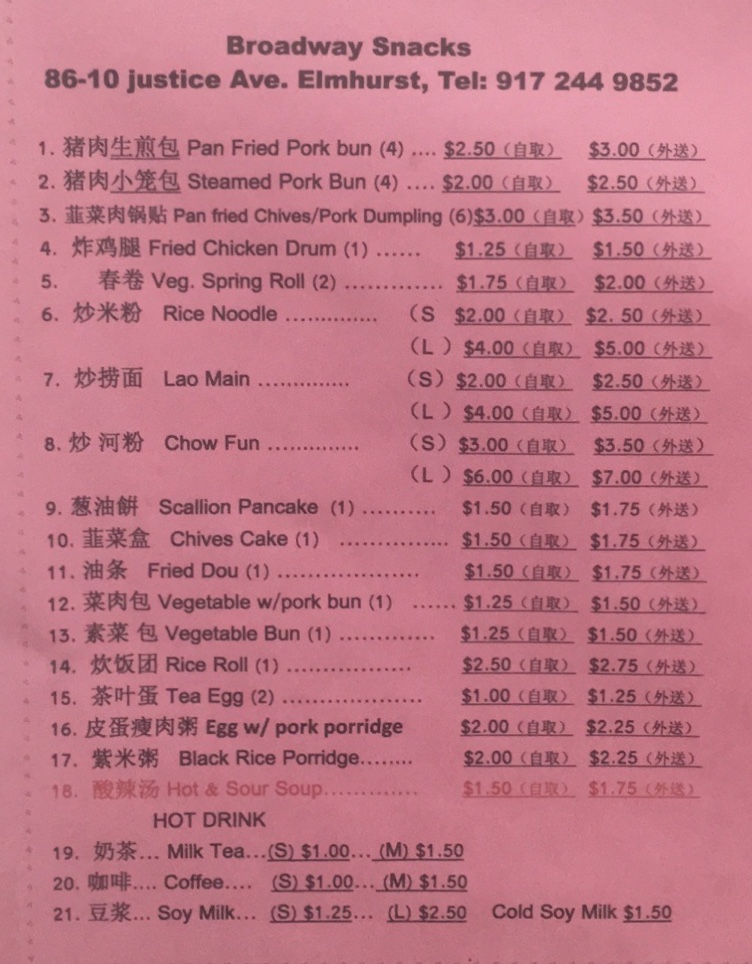 Broadway Snacks
86-10 justice Ave. Elmhurst, Tel: 917 244 9852
1. 猪肉生煎包 Pan Fried Pork bun (4) .... $2.50 (自取) $3.00 (外送)
2. 猪肉小笼包 Steamed Pork Bun (4) .... $2.00 (自取) $2.50 (外送)
3. 韮菜肉锅贴 Pan fried Chives/Pork Dumpling (6)$3.00 (自取) $3.50 (外送)
4. 炸鸡腿 Fried Chicken Drum (1) ...... $1.25 (自取) $1.50 (外送)
5. 春卷 Veg. Spring Roll (2) ............. $1.75 (自取) $2.00 (外送)
6. 炒米粉 Rice Noodle .............. (S $2.00 (自取) $2. 50 (外送)
(L ) $4.00 (自取) $5.00 (外送)
7. 炒捞面 Lao Main .............. (S) $2.00 (自取) $2.50 (外送)
(L ) $4.00 (自取) $5.00 (外送)
8. 炒 河粉 Chow Fun .............. (S) $3.00 (自取) $3.50 (外送)
(L ) $6.00 (自取) $7.00 (外送)
9. 葱油餅 Scallion Pancake (1) .......... $1.50 (自取) $1.75 (外送)
10. 韮菜盒 Chives Cake (1) ............... $1.50 (自取) $1.75 (外送)
11. 油条 Fried Dou (1) ................... $1.50 (自取) $1.75 (外送)
12. 菜肉包 Vegetable w/pork bun (1) ...... $1.25 (自取) $1.50 (外送)
13. 素菜 包 Vegetable Bun (1) ............. $1.25 (自取) $1.50 (外送)
14. 炊饭团 Rice Roll (1) ................. $2.50 (自取) $2.75 (外送)
15. 茶叶蛋 Tea Egg (2) ................... $1.00 (自取) $1.25 (外送)
16. 皮蛋瘦肉粥 Egg w/ pork porridge $2.00 (自取) $2.25 (外送)
17. 紫米粥 Black Rice Porridge........ $2.00 (自取) $2.25 (外送)
18. 酸辣汤 Hot & Sour Soup............. $1.50 (自取) $1.75 (外送)
HOT DRINK
19. 奶茶... Milk Tea...(S) $1.00... (M) $1.50
20. 咖啡.... Coffee.... (S) $1.00... (M) $1.50
21. 豆浆... Soy Milk... (S) $1.25... (L) $2.50 Cold Soy Milk $1.50